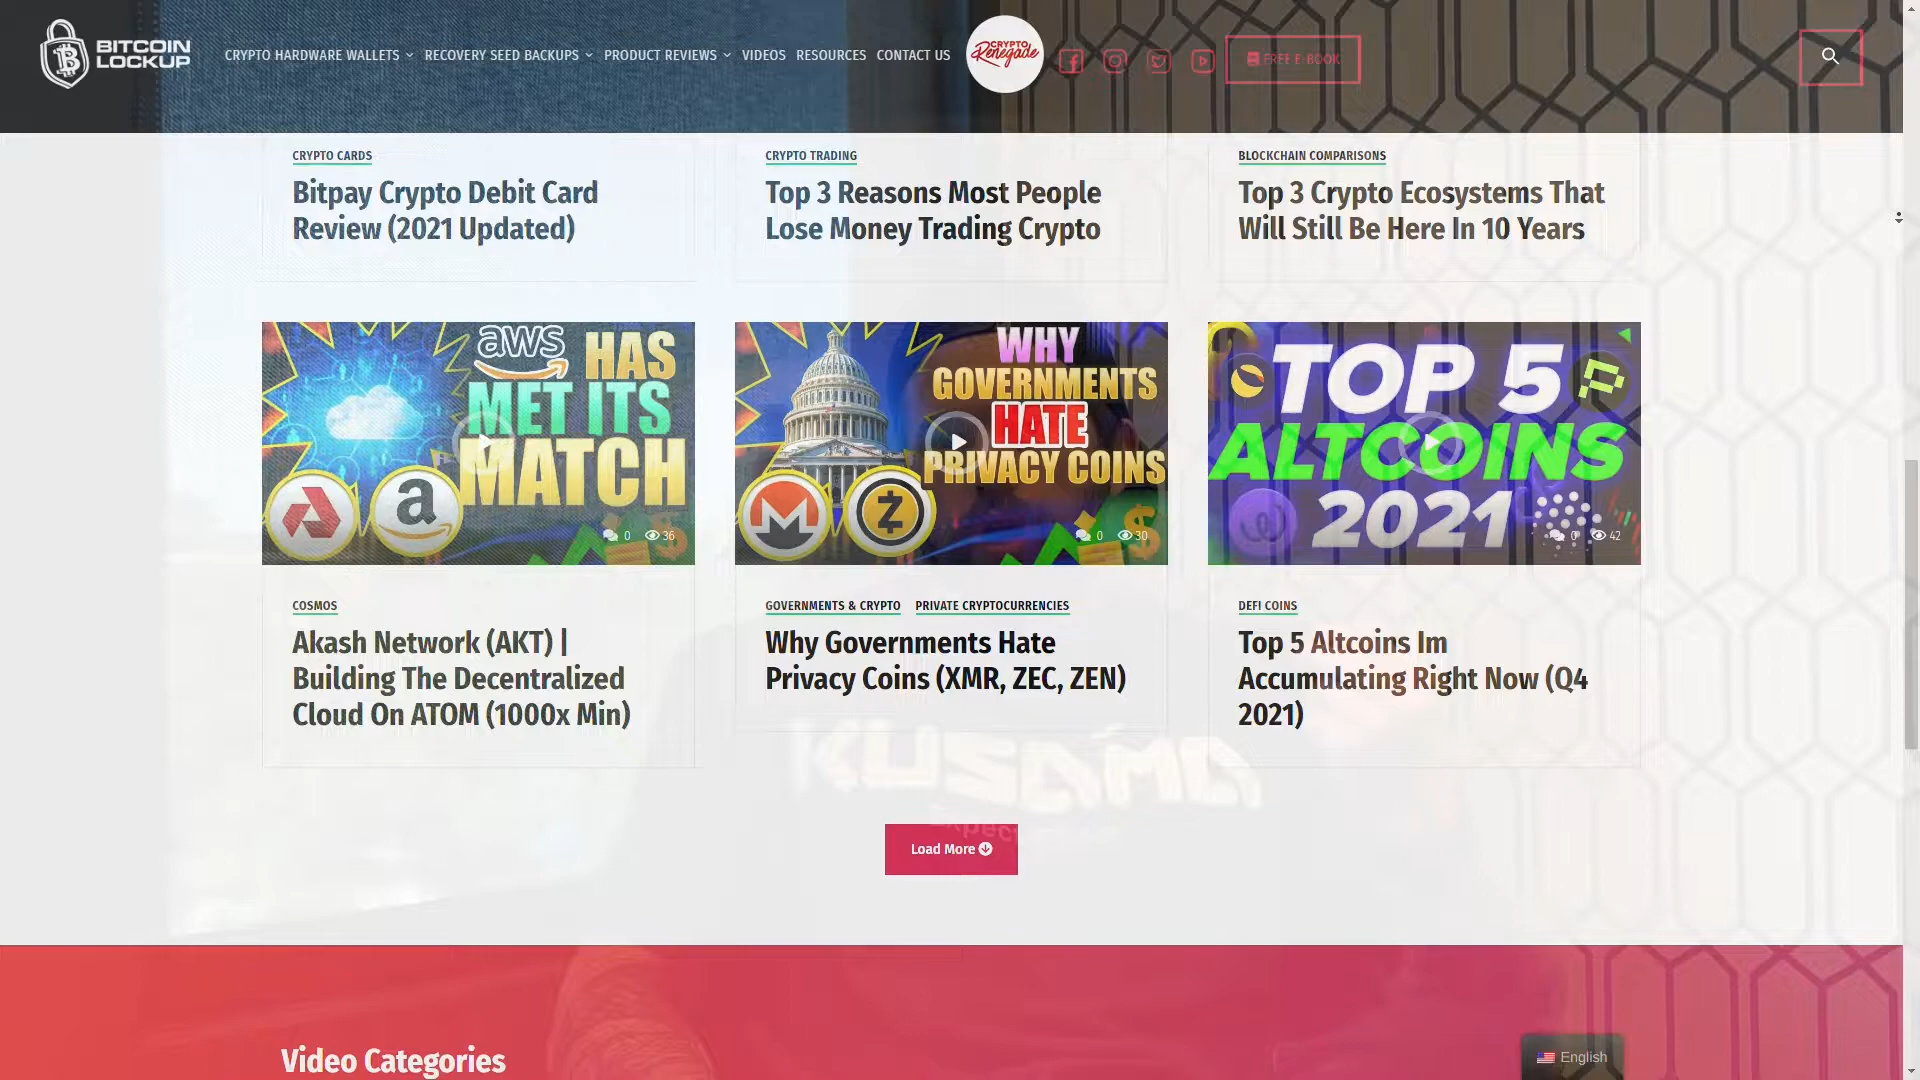 BITCOIN
LOCKUP
CRYPTO HARDWARE WALLETS
RECOVERY SEED BACKUPS
PRODUCT REVIEWS
VIDEOS
RESOURCES
CONTACT US
CRYPTO
Renegade
FREE E-BOOK
CRYPTO CARDS
Bitpay Crypto Debit Card
Review (2021 Updated)
CRYPTO TRADING
Top 3 Reasons Most People
Lose Money Trading Crypto
BLOCKCHAIN COMPARISONS
Top 3 Crypto Ecosystems That
Will Still Be Here In 10 Years
aws HAS
MET ITS
MATCH
a
0 36
WHY
GOVERNMENTS
HATE
PRIVACY COINS
0 30
TOP 5
ALTCOINS
2021
0 42
COSMOS
Akash Network (AKT) |
Building The Decentralized
Cloud On ATOM (1000x Min)
GOVERNMENTS & CRYPTO
PRIVATE CRYPTOCURRENCIES
Why Governments Hate
Privacy Coins (XMR, ZEC, ZEN)
DEFI COINS
Top 5 Altcoins Im
Accumulating Right Now (Q4
2021)
KUSAMA
Load More
Video Categories
English